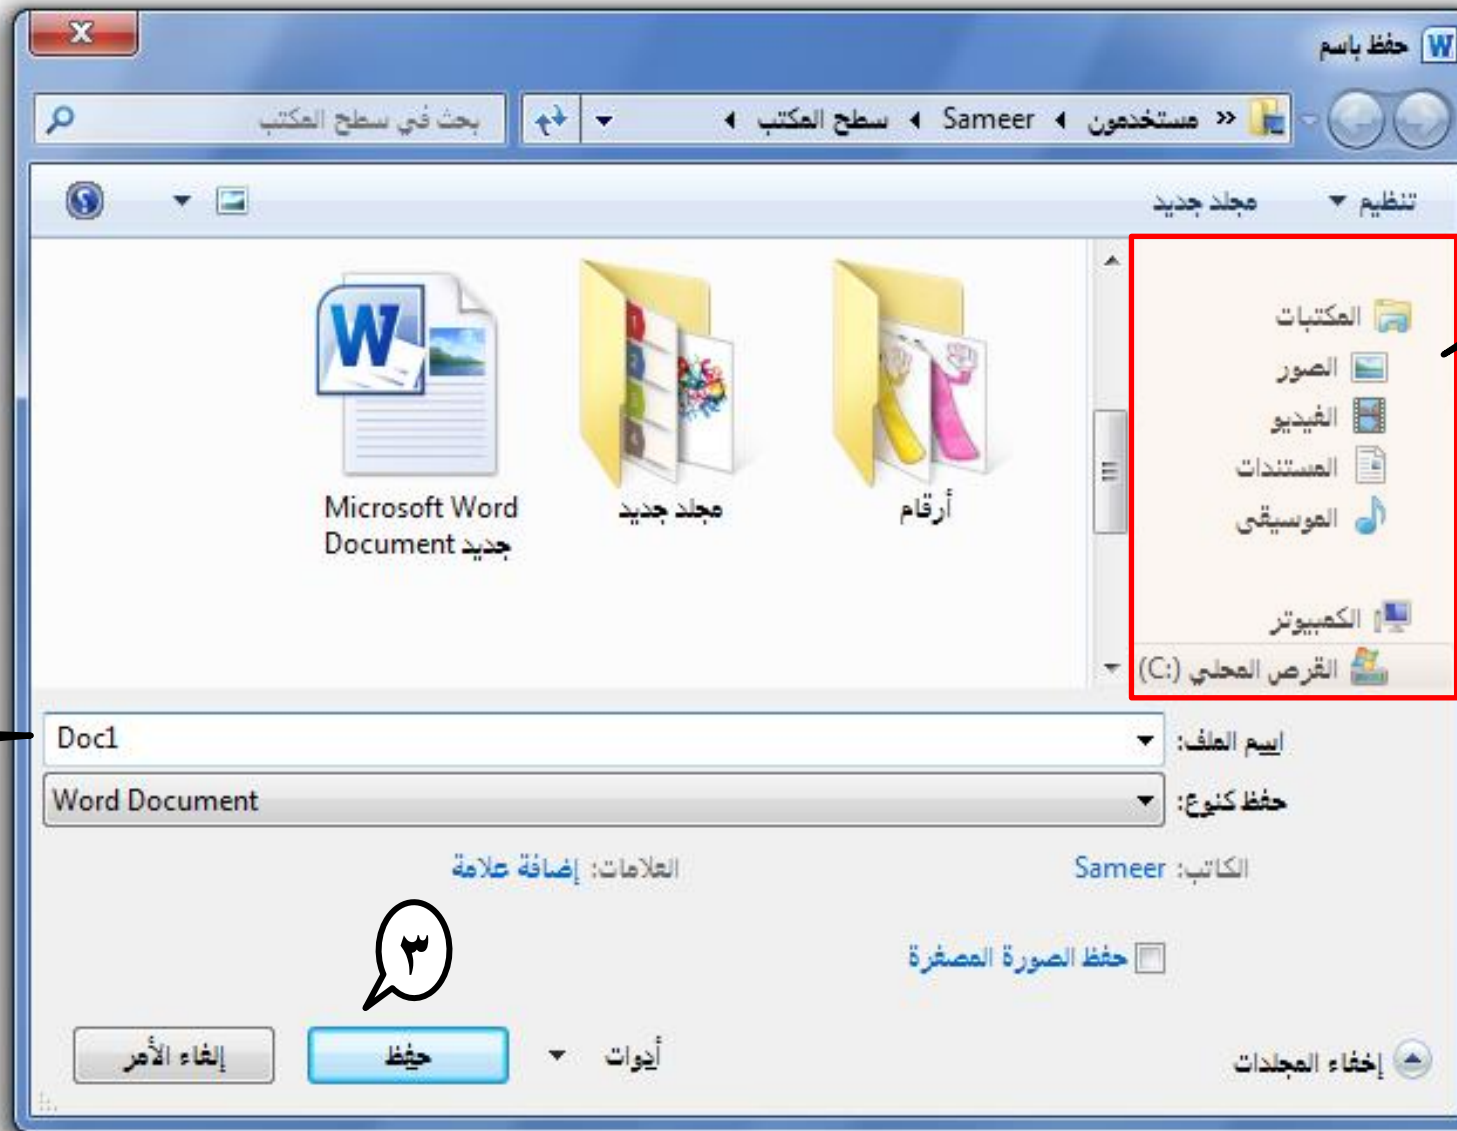 حفظ باسم
« مستخدمون ◂ Sameer ◂ سطح المكتب ◂
بحث في سطح المكتب
تنظيم
مجلد جديد
المكتبات
الصور
الفيديو
المستندات
الموسيقى
الكمبيوتر
القرص المحلي (C:)
أرقام
مجلد جديد
Microsoft Word
Document جديد
اسم الملف:
Doc1
حفظ كنوع:
Word Document
الكاتب: Sameer
العلامات: إضافة علامة
حفظ الصورة المصغرة
٣
إخفاء المجلدات
أدوات
حفظ
إلغاء الأمر